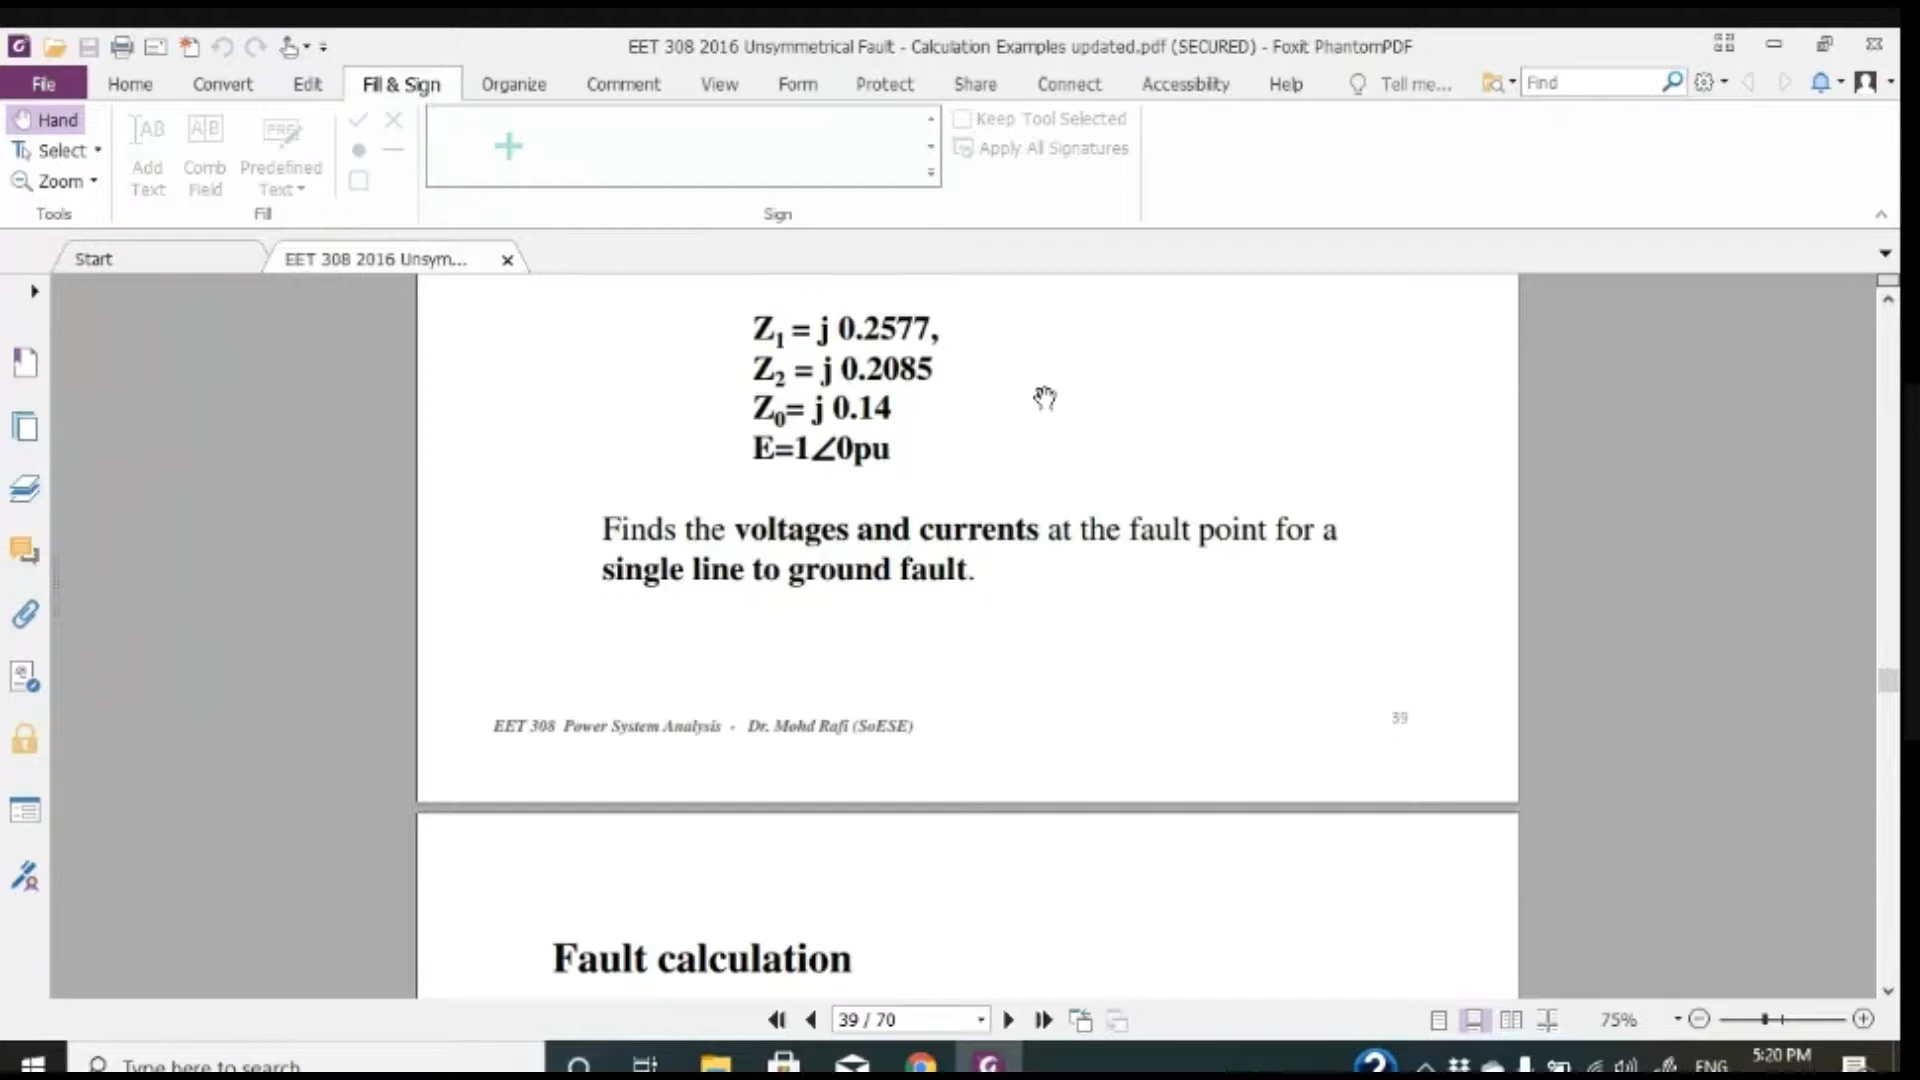 EET 308 2016 Unsymmetrical Fault - Calculation Examples updated.pdf (SECURED) - Foxit PhantomPDF
File Home Convert Edit Fill & Sign Organize Comment View Form Protect Share Connect Accessibility Help Tell me... Find
Hand
Select
Zoom
Tools
Add Text
Comb Field
Predefined Text
Fill
Sign
Keep Tool Selected
Apply All Signatures
Start
EET 308 2016 Unsym...
Z₁ = j 0.2577,
Z₂ = j 0.2085
Z₀= j 0.14
E=1∠0pu
Finds the voltages and currents at the fault point for a
single line to ground fault.
EET 308 Power System Analysis - Dr. Mohd Rafi (SoESE)
39
Fault calculation
39 / 70
75%
Type here to search
ENG
5:20 PM